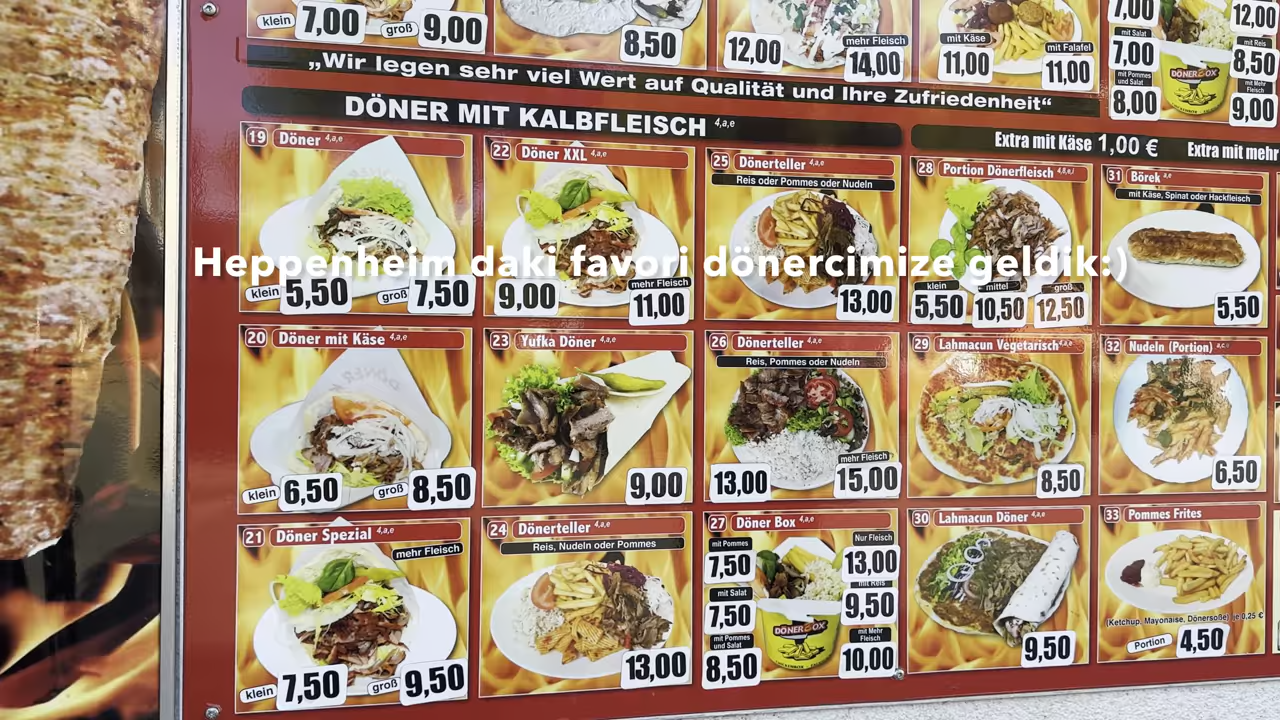 klein 7,00 groß 9,00
8,50
12,00 mehr Fleisch 14,00
mit Käse 11,00 mit Falafel 11,00
7,00 12,00
mit Salat 7,00 mit Reis 8,50
mit Pommes und Salat 8,00 mit Mehr Fleisch 9,00
DÖNERBOX
„Wir legen sehr viel Wert auf Qualität und Ihre Zufriedenheit“
DÖNER MIT KALBFLEISCH 4,a,e
Extra mit Käse 1,00 € Extra mit mehr
19 Döner 4,a,e
klein 5,50 groß 7,50
22 Döner XXL 4,a,e
9,00 mehr Fleisch 11,00
25 Dönerteller 4,a,e
Reis oder Pommes oder Nudeln
13,00
28 Portion Dönerfleisch
klein 5,50 mittel 10,50 groß 12,50
31 Börek a,e
mit Käse, Spinat oder Hackfleisch
5,50
Heppenheim daki favori dönercimize geldik:)
20 Döner mit Käse 4,a,e
klein 6,50 groß 8,50
23 Yufka Döner 4,a,e
9,00
26 Dönerteller 4,a,e
Reis, Pommes oder Nudeln
13,00 mehr Fleisch 15,00
29 Lahmacun Vegetarisch 4,a,e
8,50
32 Nudeln (Portion)
6,50
21 Döner Spezial 4,a,e
mehr Fleisch
klein 7,50 groß 9,50
24 Dönerteller 4,a,e
Reis, Nudeln oder Pommes
13,00
27 Döner Box 4,a,e
mit Pommes 7,50 Nur Fleisch 13,00
mit Salat 7,50 mit Reis 9,50
mit Pommes und Salat 8,50 mit Mehr Fleisch 10,00
DÖNERBOX
30 Lahmacun Döner 4,a,e
9,50
33 Pommes Frites
(Ketchup, Mayonaise, Dönersoße) je 0,25 €
Portion 4,50